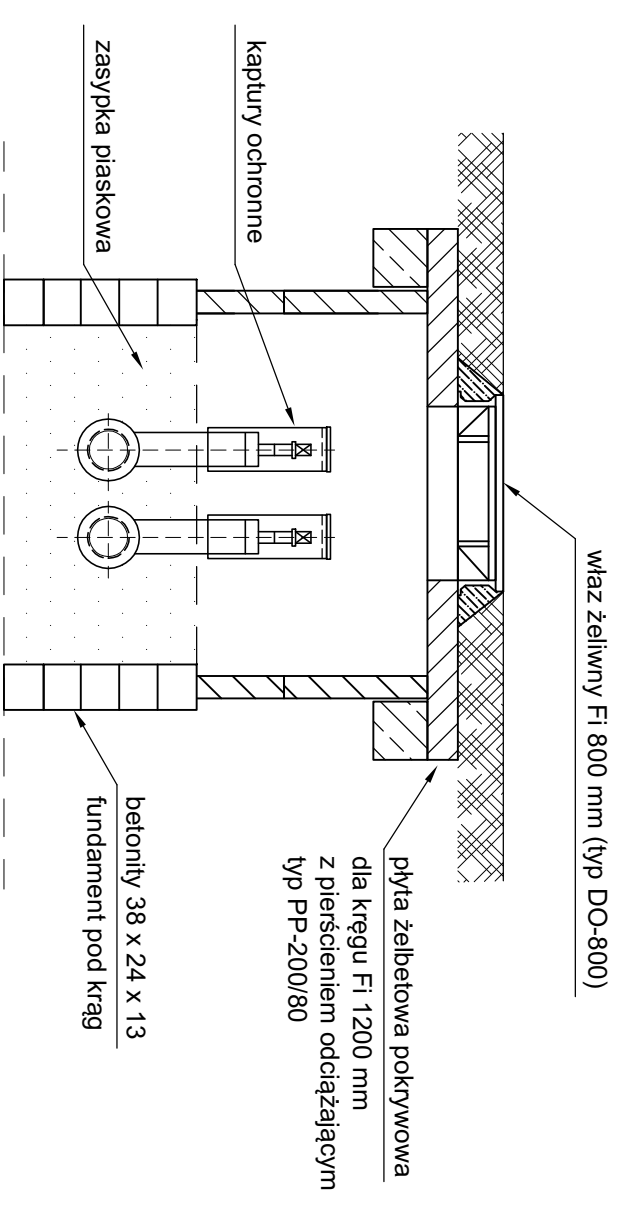 właz żeliwny Fi 800 mm (typ DO-800)
kaptury ochronne
zasypka piaskowa
płyta żelbetowa pokrywowa
dla kręgu Fi 1200 mm
z pierścieniem odciążającym
typ PP-200/80
betonity 38 x 24 x 13
fundament pod krąg